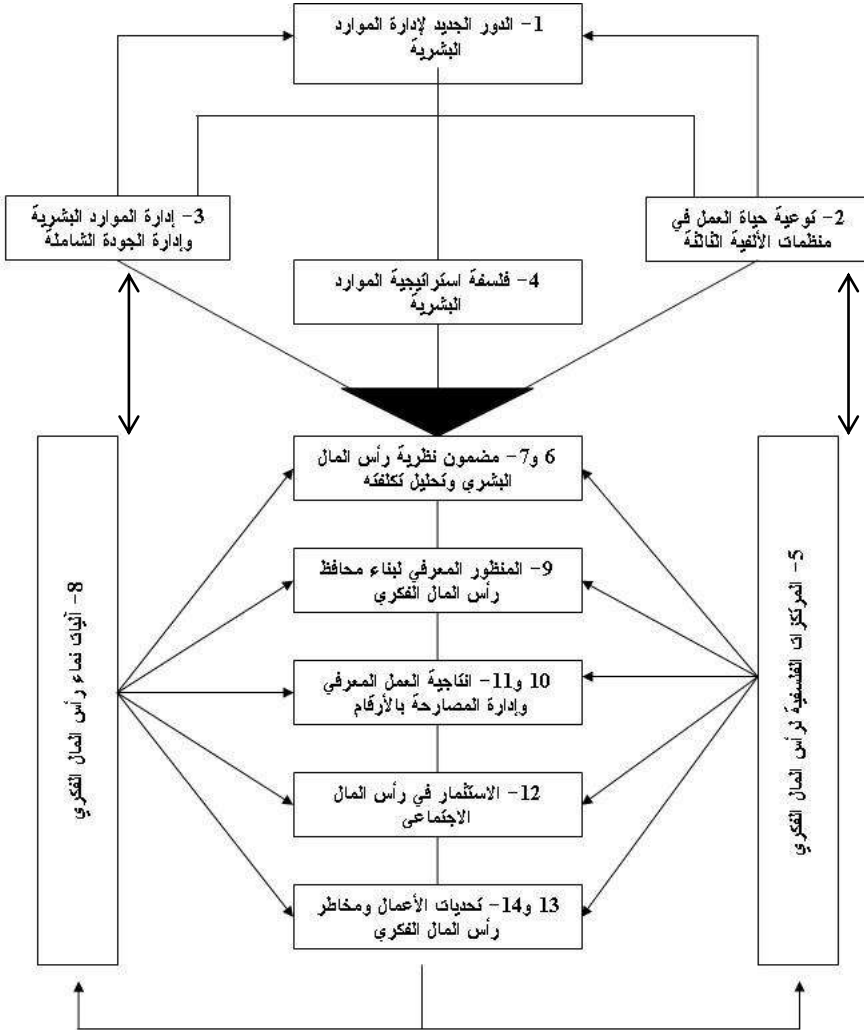 1- الدور الجديد لإدارة الموارد
البشرية
2- نوعية حياة العمل في
منظمات الألفية الثالثة
3- إدارة الموارد البشرية
وإدارة الجودة الشاملة
4- فلسفة استراتيجية الموارد
البشرية
5- المرتكزات الفلسفية لرأس المال الفكري
6 و7- مضمون نظرية رأس المال
البشري وتحليل تكلفته
8- آليات نماء رأس المال الفكري
9- المنظور المعرفي لبناء محافظ
رأس المال الفكري
10 و11- انتاجية العمل المعرفي
وإدارة المصارحة بالأرقام
12- الاستثمار في رأس المال
الاجتماعي
13 و14- تحديات الأعمال ومخاطر
رأس المال الفكري